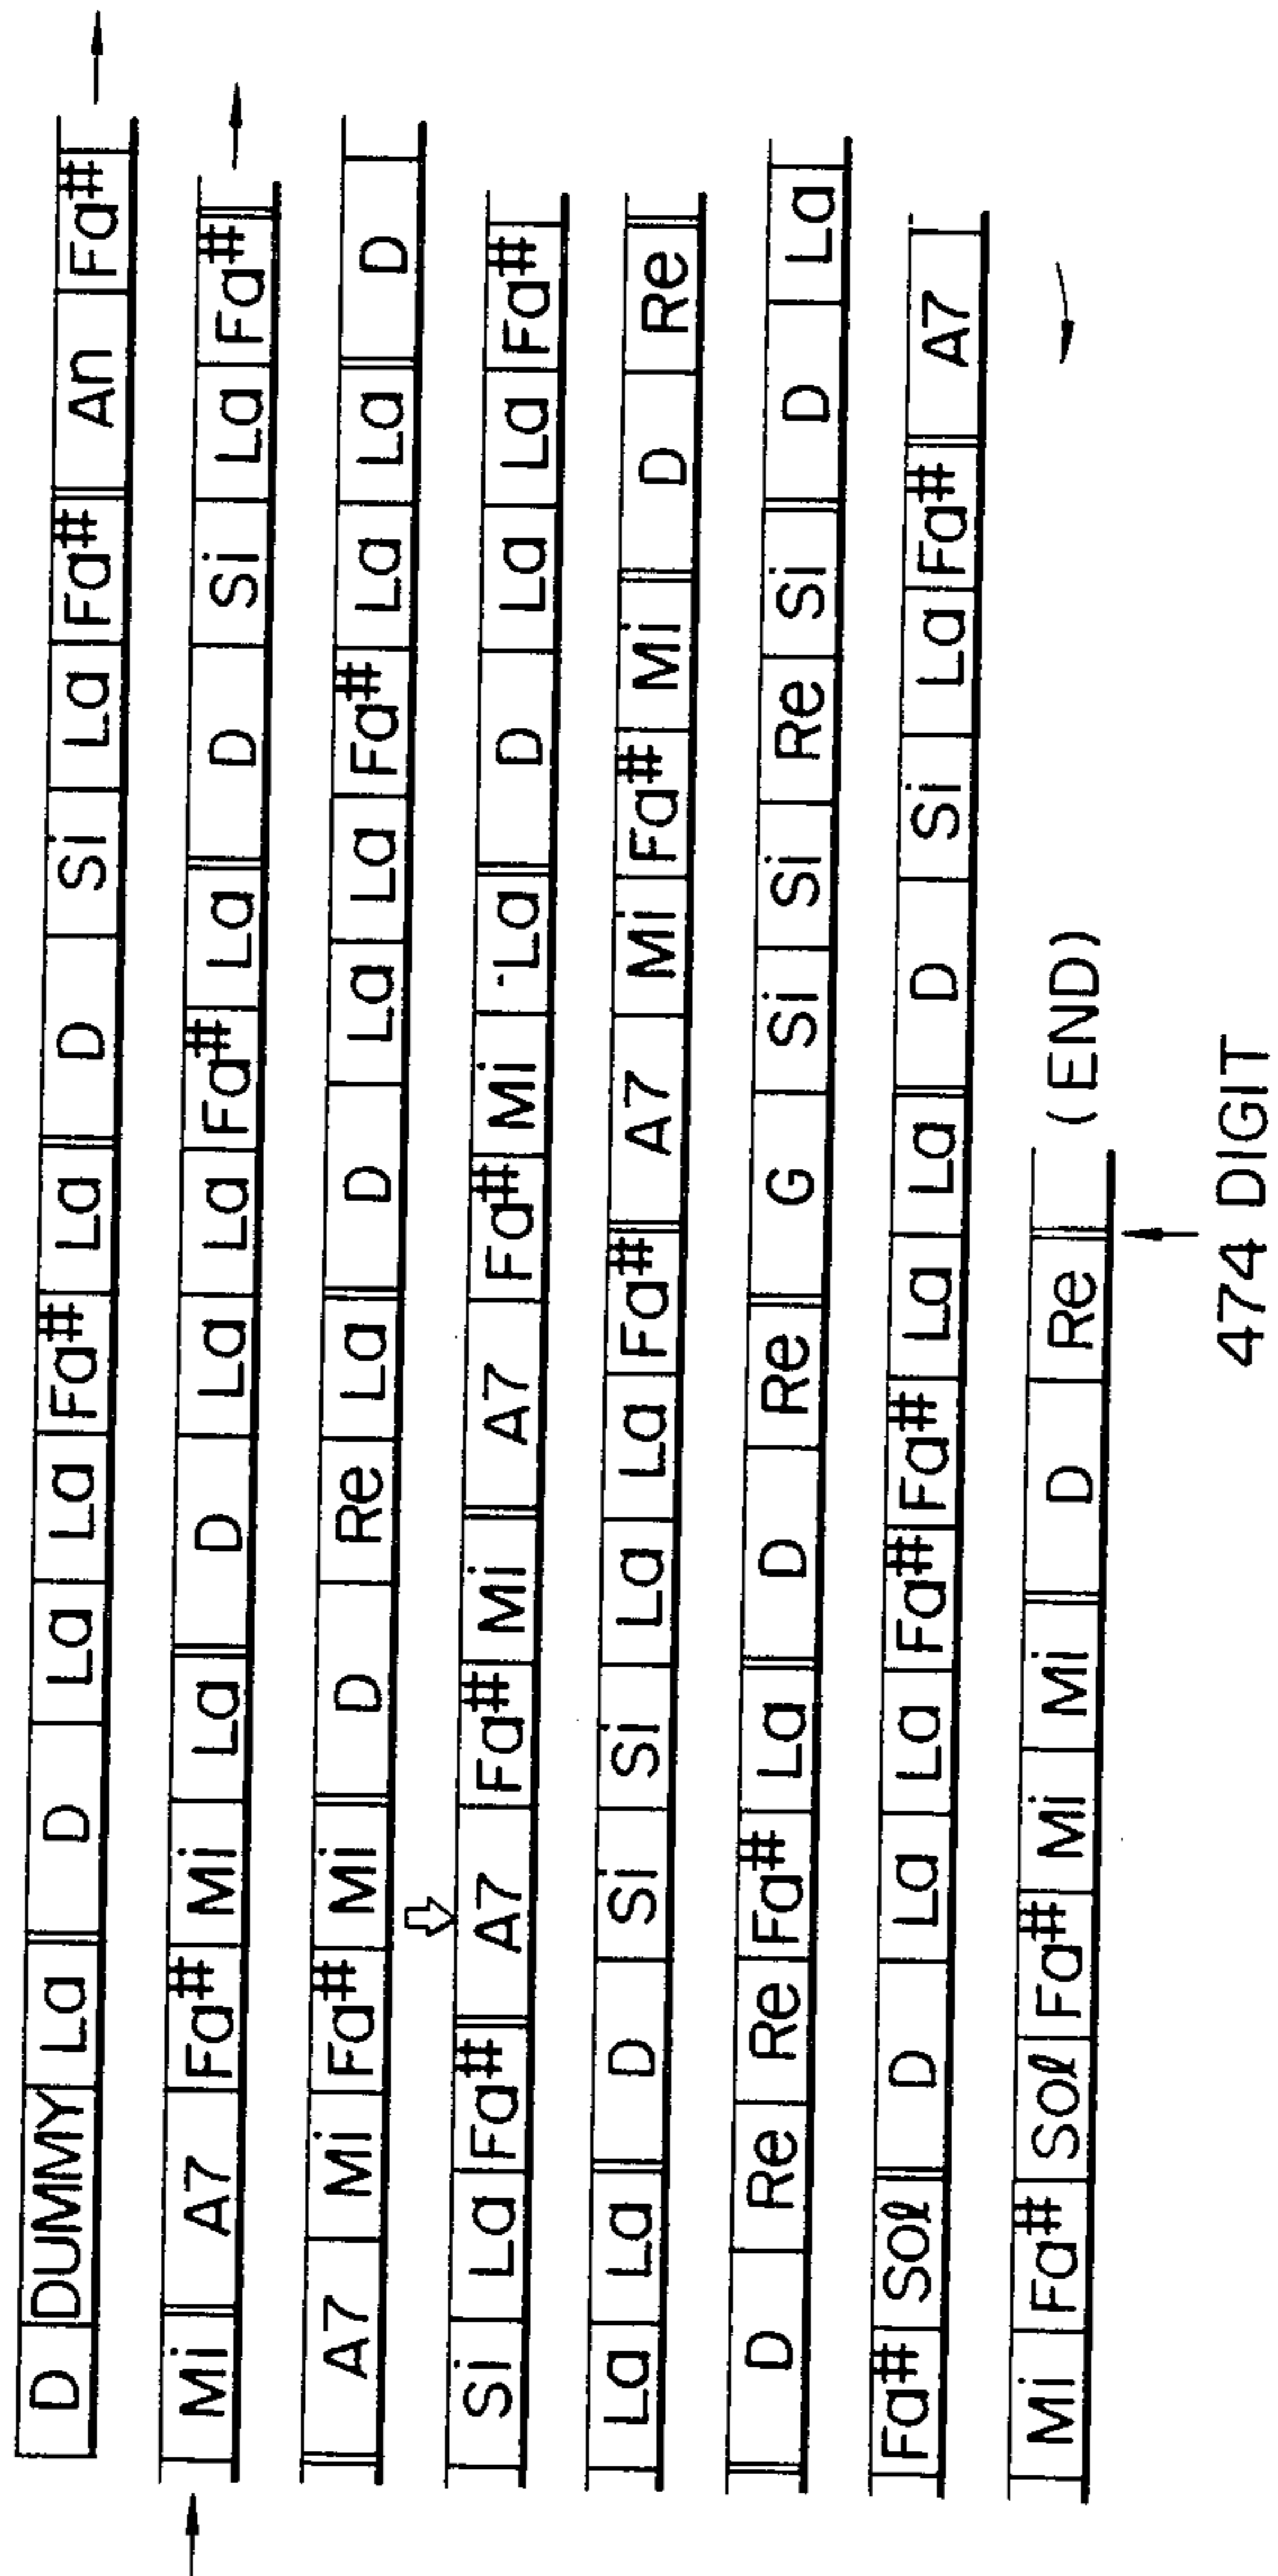 D DUMMY La D La La Fa# La D Si La Fa# An Fa#
Mi A7 Fa# Mi La D La La Fa# La D Si La Fa#
A7 Mi Fa# Mi D Re La D La La Fa# La La D
Si La Fa# A7 Fa# Mi A7 Fa# Mi La D La La Fa#
La La D Si Si La La Fa# A7 Mi Fa# Mi D Re
D Re Re Fa# La D Re G Si Si Re Si D La
Fa# Sol D La La Fa# Fa# La La D Si La Fa# A7
Mi Fa# Sol Fa# Mi Mi D Re (END)
474 DIGIT